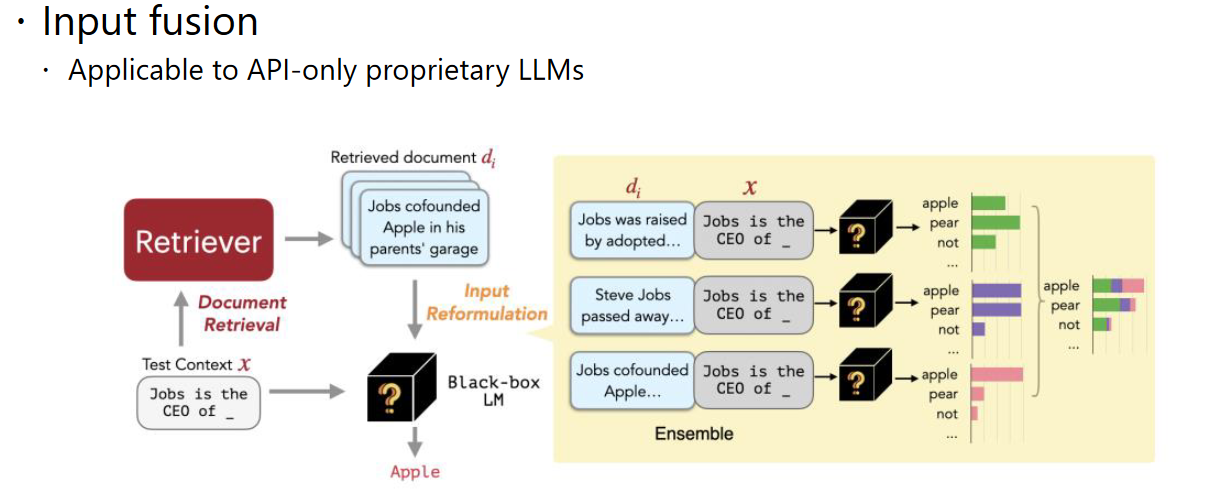 · Input fusion
· Applicable to API-only proprietary LLMs
Retrieved document di
Jobs cofounded
Apple in his
parents' garage
Retriever
Document
Retrieval
Input
Reformulation
Test Context x
Jobs is the
CEO of _
?
Black-box
LM
Apple
di
x
Jobs was raised
by adopted...
Jobs is the
CEO of _
?
apple
pear
not
...
Steve Jobs
passed away...
Jobs is the
CEO of _
?
apple
pear
not
...
Jobs cofounded
Apple...
Jobs is the
CEO of _
?
apple
pear
not
...
apple
pear
not
...
Ensemble